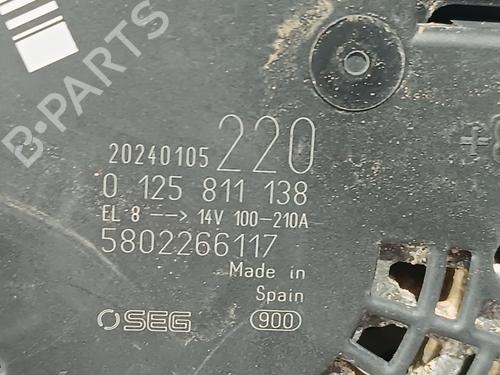 B-PARTS
20240105 220
0 125 811 138
EL 8 --> 14V 100-210A
5802266117
Made in
Spain
SEG 900